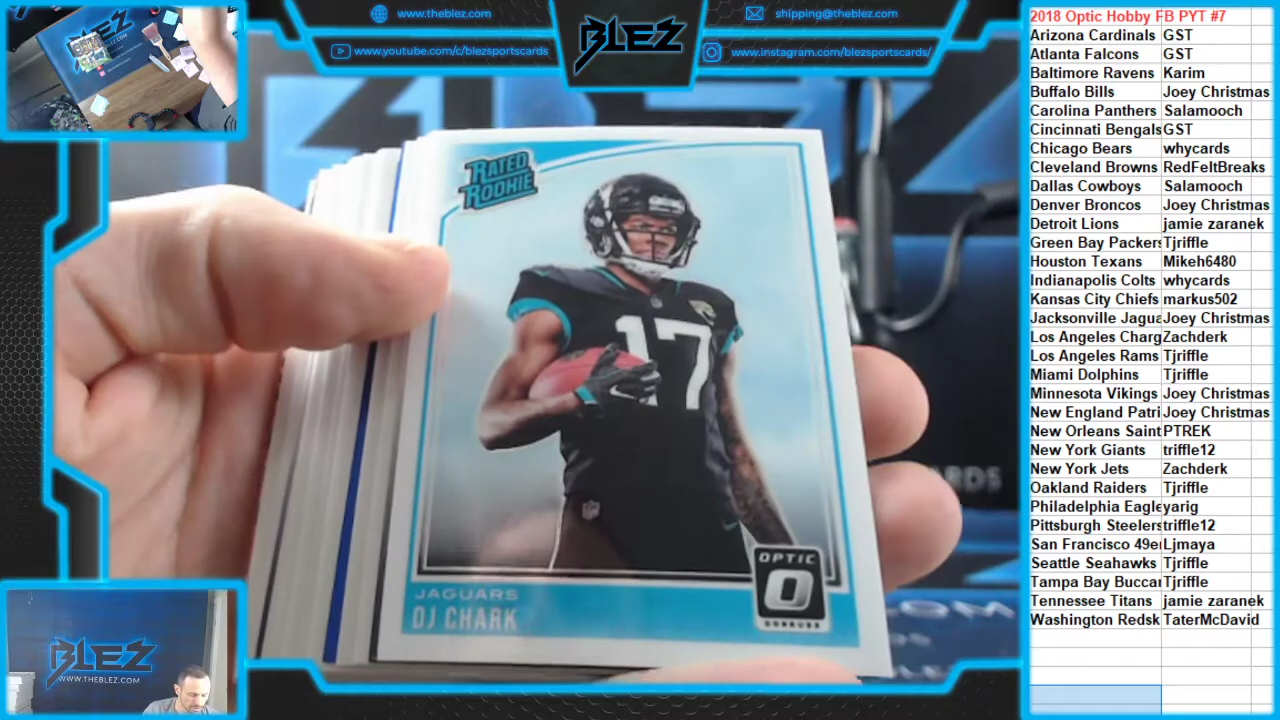 www.theblez.com
www.youtube.com/c/blezsportscards
BLEZ
shipping@theblez.com
www.instagram.com/blezsportscards/
RATED
ROOKIE
17
JAGUARS
DJ CHARK
OPTIC
O
DONRUSS
BLEZ
WWW.THEBLEZ.COM
2018 Optic Hobby FB PYT #7
Arizona Cardinals GST
Atlanta Falcons GST
Baltimore Ravens Karim
Buffalo Bills Joey Christmas
Carolina Panthers Salamooch
Cincinnati Bengals GST
Chicago Bears whycards
Cleveland Browns RedFeltBreaks
Dallas Cowboys Salamooch
Denver Broncos Joey Christmas
Detroit Lions jamie zaranek
Green Bay Packers Tjriffle
Houston Texans Mikeh6480
Indianapolis Colts whycards
Kansas City Chiefs markus502
Jacksonville Jagua Joey Christmas
Los Angeles Charg Zachderk
Los Angeles Rams Tjriffle
Miami Dolphins Tjriffle
Minnesota Vikings Joey Christmas
New England Patri Joey Christmas
New Orleans Saint PTREK
New York Giants triffle12
New York Jets Zachderk
Oakland Raiders Tjriffle
Philadelphia Eagle yarig
Pittsburgh Steelers triffle12
San Francisco 49e Ljmaya
Seattle Seahawks Tjriffle
Tampa Bay Buccar Tjriffle
Tennessee Titans jamie zaranek
Washington Redsk TaterMcDavid